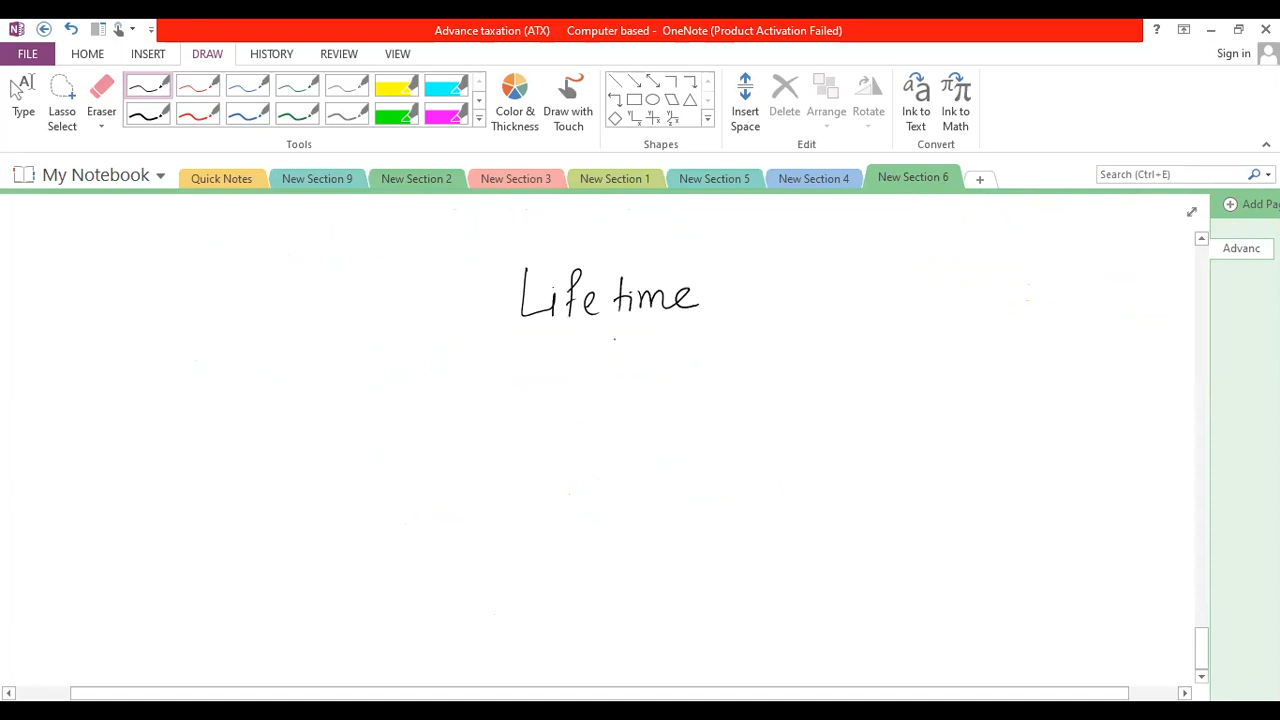 Advance taxation (ATX) Computer based - OneNote (Product Activation Failed)
?
FILE HOME INSERT DRAW HISTORY REVIEW VIEW
Sign in
Type
Lasso Select
Eraser
Color & Thickness
Draw with Touch
Insert Space
Delete
Arrange
Rotate
Ink to Text
Ink to Math
Tools
Shapes
Edit
Convert
My Notebook
Quick Notes
New Section 9
New Section 2
New Section 3
New Section 1
New Section 5
New Section 4
New Section 6
Search (Ctrl+E)
Add Pag
Advanc
Life time